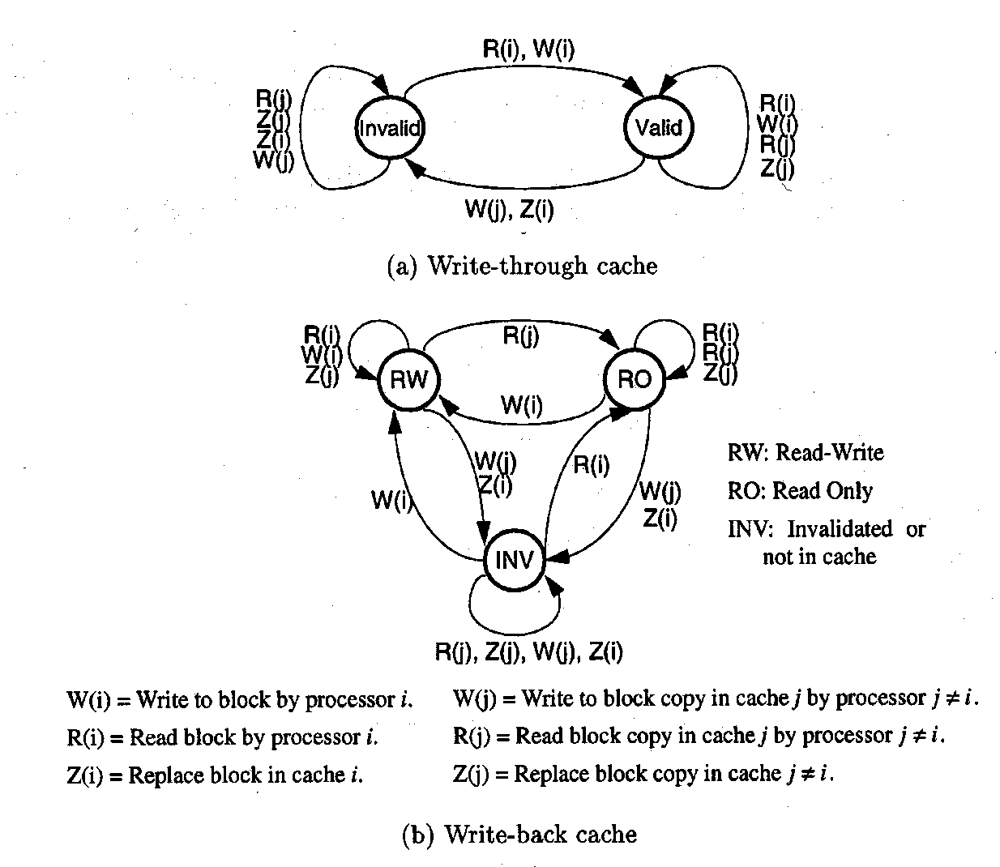 R(i), W(i)
R(j)
Z(j)
Z(i)
W(j)
Invalid
Valid
R(i)
W(i)
R(j)
Z(j)
W(j), Z(i)
(a) Write-through cache
R(i)
W(i)
Z(j)
RW
R(j)
RO
R(i)
R(j)
Z(j)
W(i)
W(i)
W(j)
Z(i)
R(i)
W(j)
Z(i)
INV
R(j), Z(j), W(j), Z(i)
RW: Read-Write
RO: Read Only
INV: Invalidated or
not in cache
W(i) = Write to block by processor i.
W(j) = Write to block copy in cache j by processor j ≠ i.
R(i) = Read block by processor i.
R(j) = Read block copy in cache j by processor j ≠ i.
Z(i) = Replace block in cache i.
Z(j) = Replace block copy in cache j ≠ i.
(b) Write-back cache